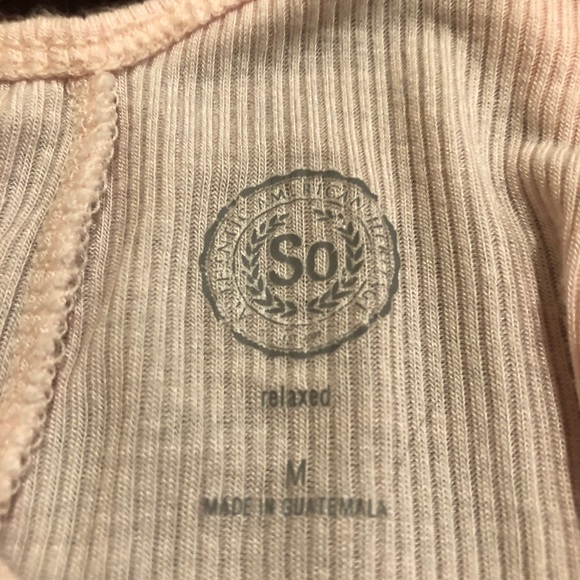 AUTHENTIC AMERICAN HERITAGE
So
relaxed
M
MADE IN GUATEMALA